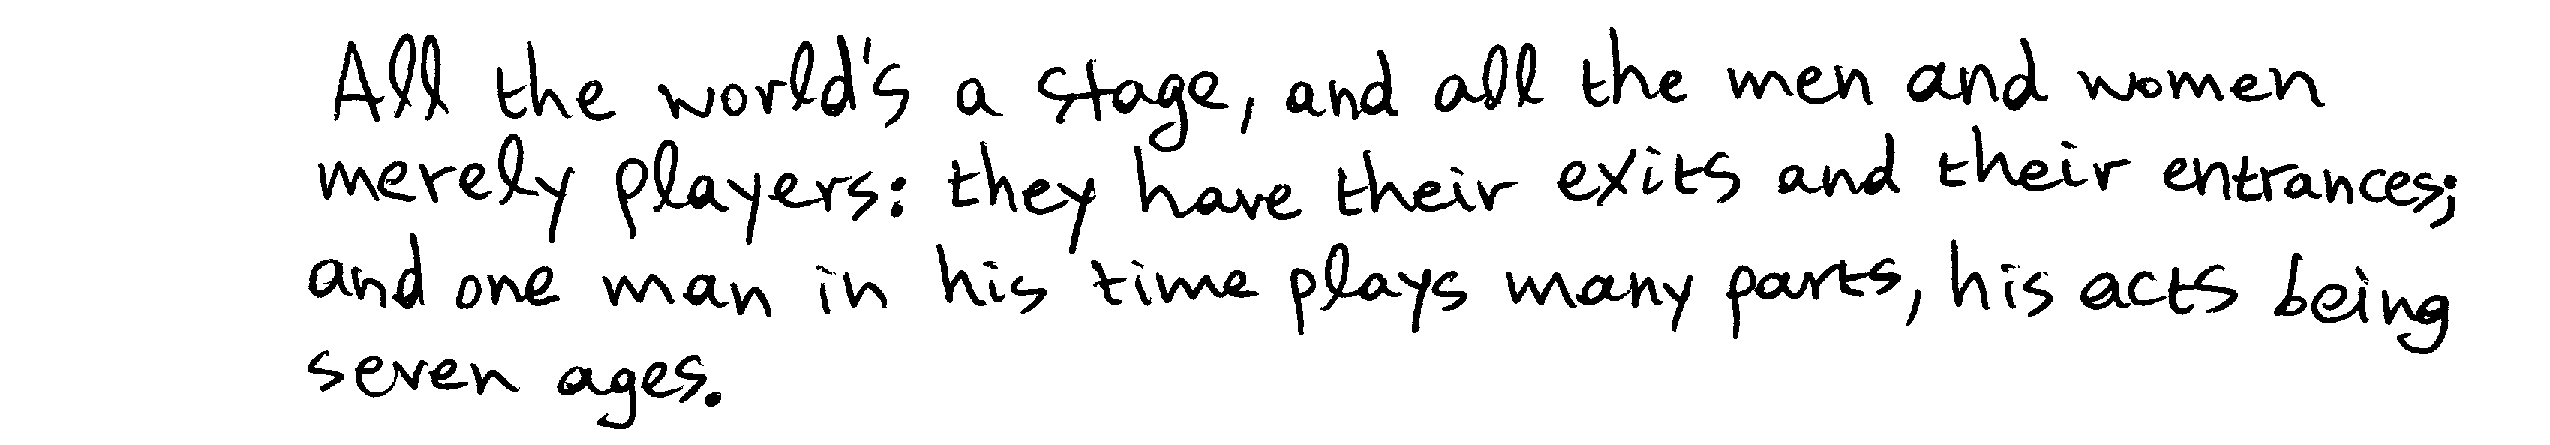 All the world's a stage, and all the men and women
merely players: they have their exits and their entrances;
and one man in his time plays many parts, his acts being
seven ages.